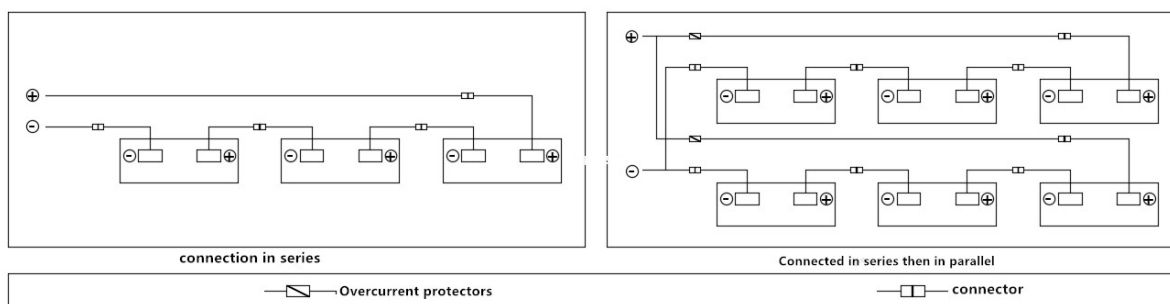 connection in series
Connected in series then in parallel
Overcurrent protectors
connector